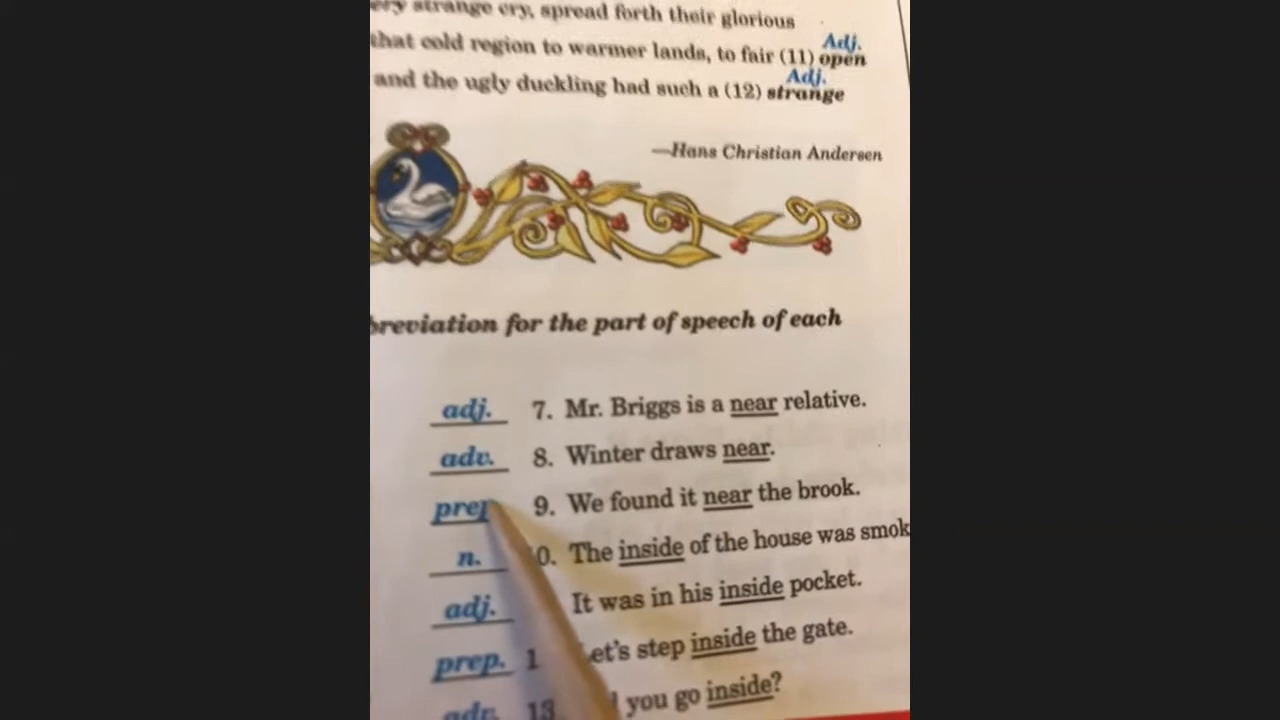 ery strange cry, spread forth their glorious
Adj.
that cold region to warmer lands, to fair (11) open
Adj.
and the ugly duckling had such a (12) strange
—Hans Christian Andersen
breviation for the part of speech of each
adj. 7. Mr. Briggs is a near relative.
adv. 8. Winter draws near.
prep 9. We found it near the brook.
n. 0. The inside of the house was smok
adj. It was in his inside pocket.
prep. 1 et's step inside the gate.
adv. 13 you go inside?